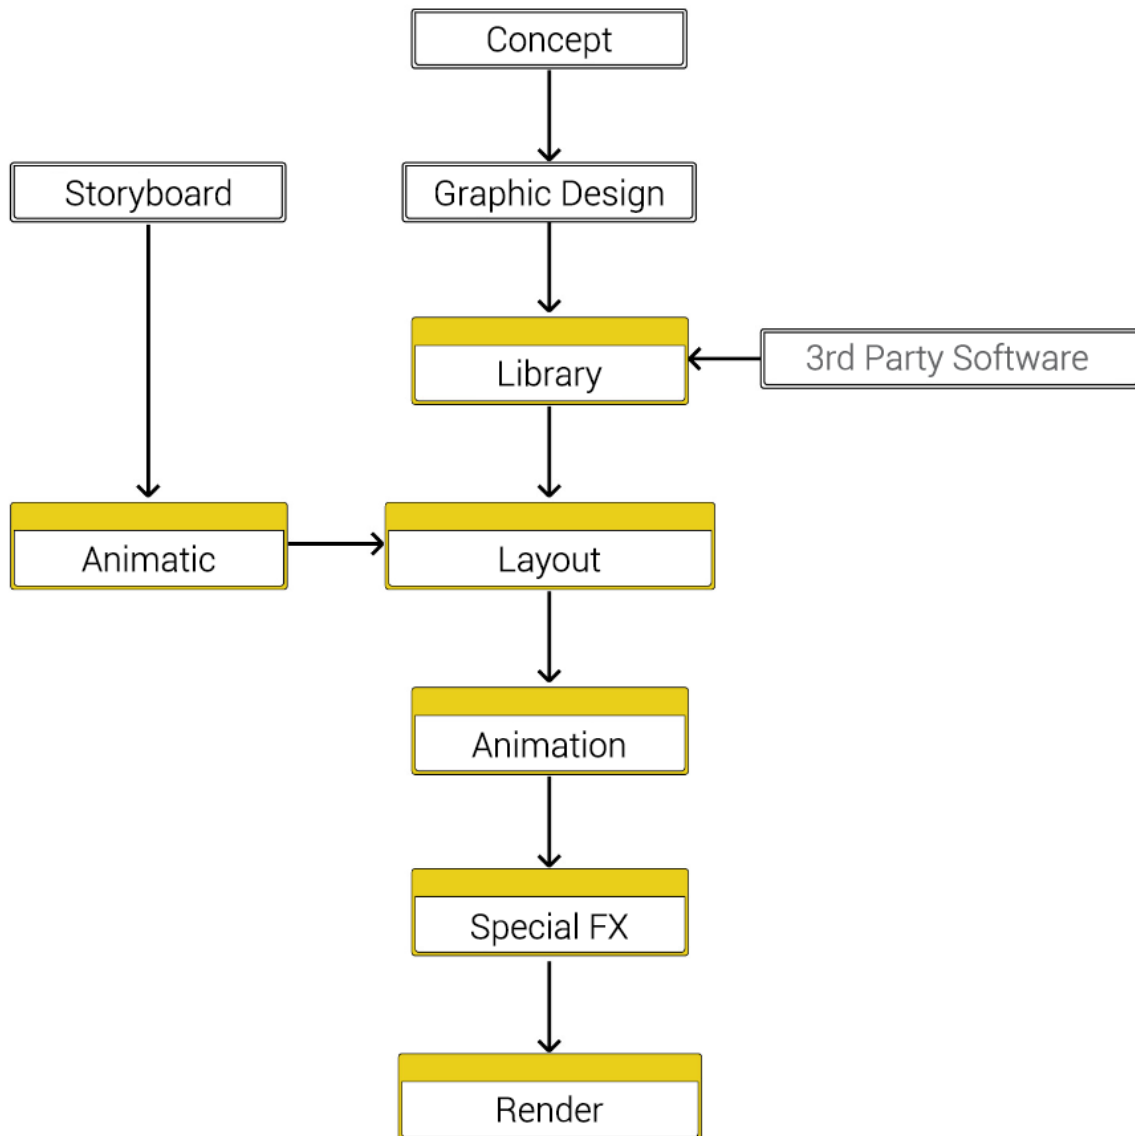 Concept
Storyboard
Graphic Design
Library
3rd Party Software
Animatic
Layout
Animation
Special FX
Render